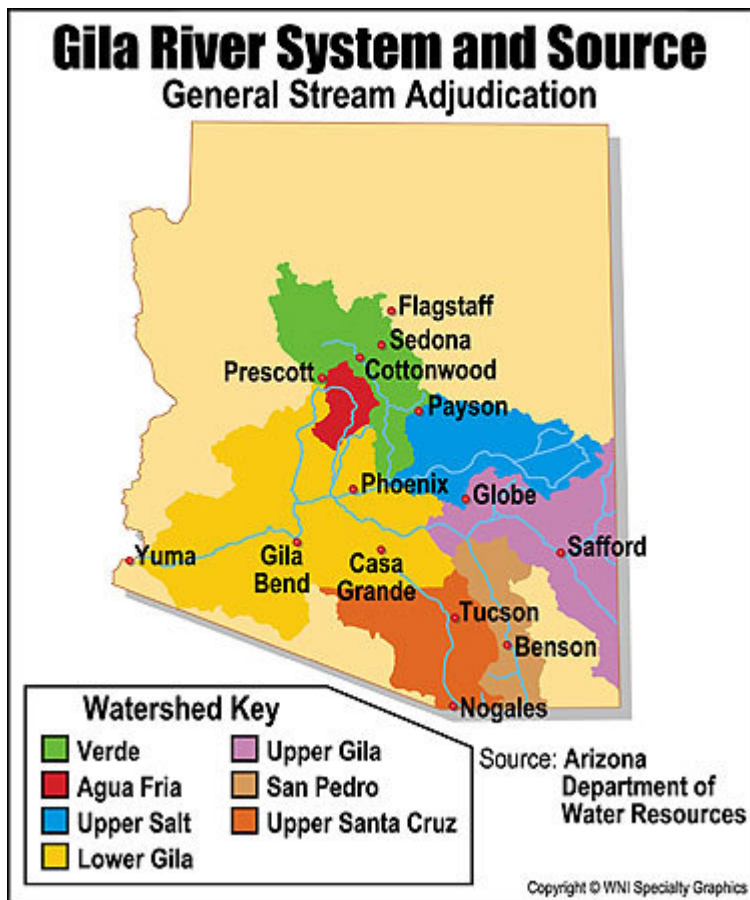 Gila River System and Source
General Stream Adjudication
Flagstaff
Sedona
Prescott
Cottonwood
Payson
Phoenix
Globe
Yuma
Gila
Bend
Casa
Grande
Safford
Tucson
Benson
Nogales
Watershed Key
Verde
Agua Fria
Upper Salt
Lower Gila
Upper Gila
San Pedro
Upper Santa Cruz
Source: Arizona
Department of
Water Resources
Copyright © WNI Specialty Graphics